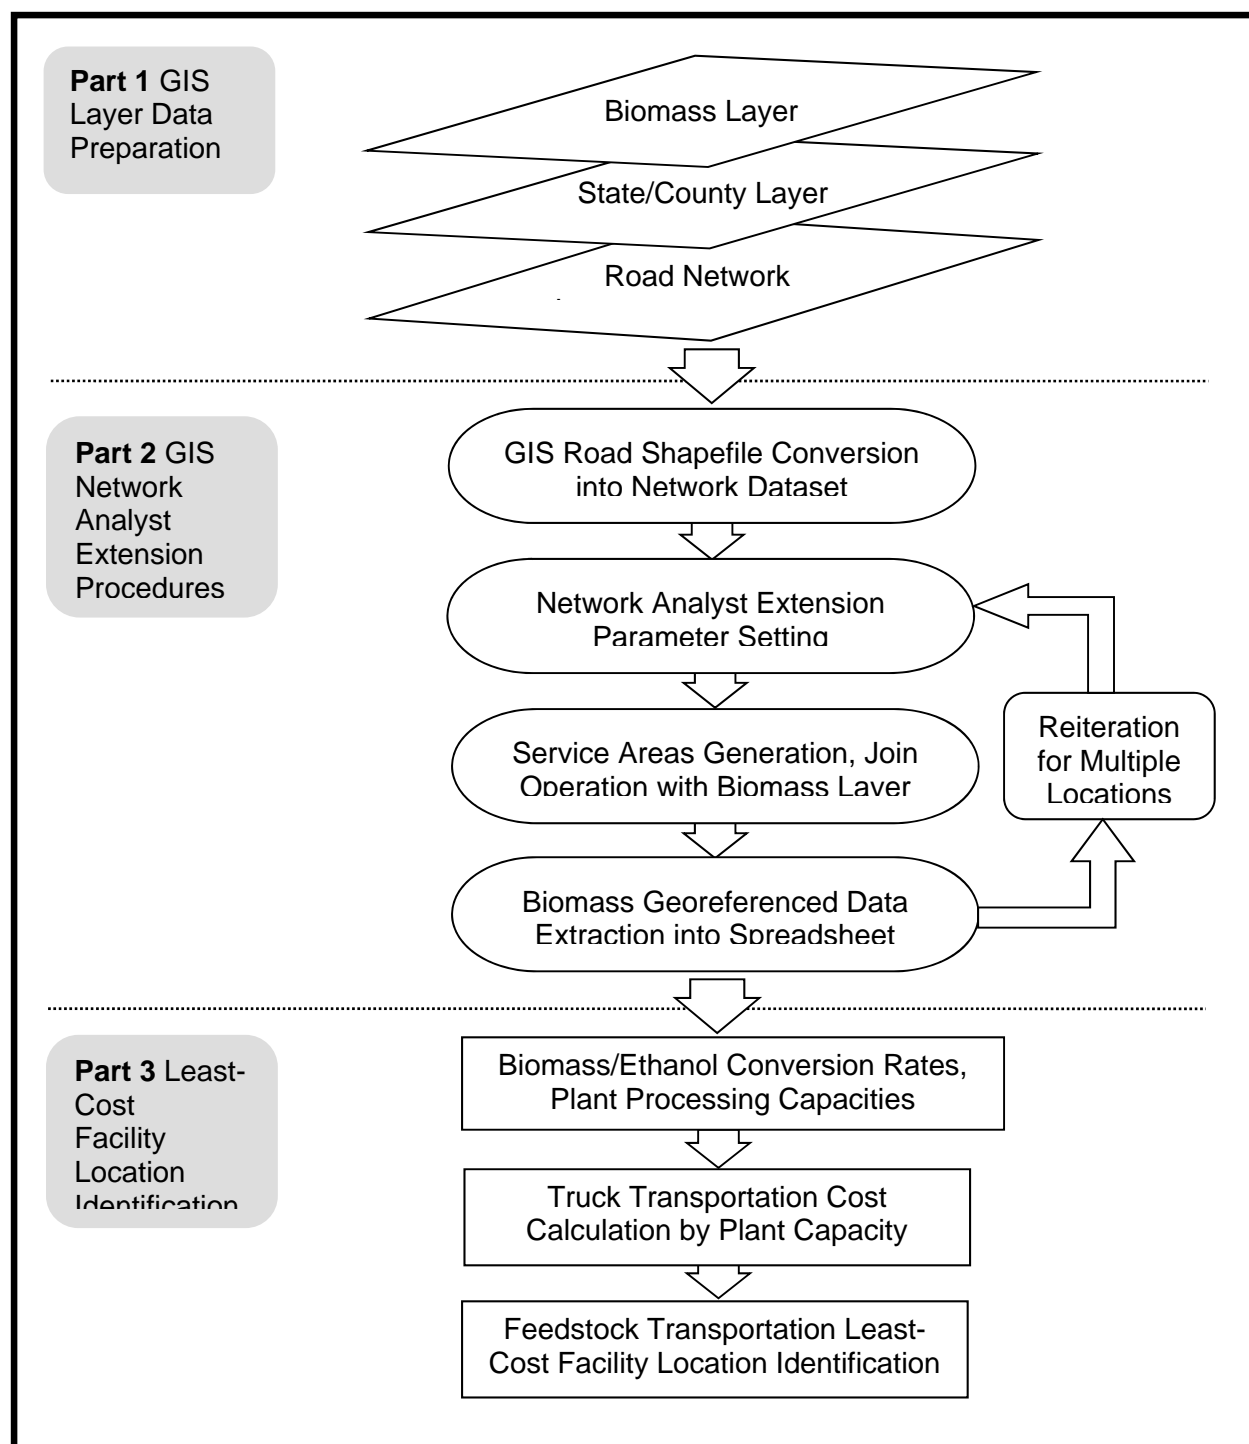 Part 1 GIS
Layer Data
Preparation
Biomass Layer
State/County Layer
Road Network
Part 2 GIS
Network
Analyst
Extension
Procedures
GIS Road Shapefile Conversion
into Network Dataset
Network Analyst Extension
Parameter Setting
Service Areas Generation, Join
Operation with Biomass Layer
Biomass Georeferenced Data
Extraction into Spreadsheet
Reiteration
for Multiple
Locations
Part 3 Least-
Cost
Facility
Location
Identification
Biomass/Ethanol Conversion Rates,
Plant Processing Capacities
Truck Transportation Cost
Calculation by Plant Capacity
Feedstock Transportation Least-
Cost Facility Location Identification